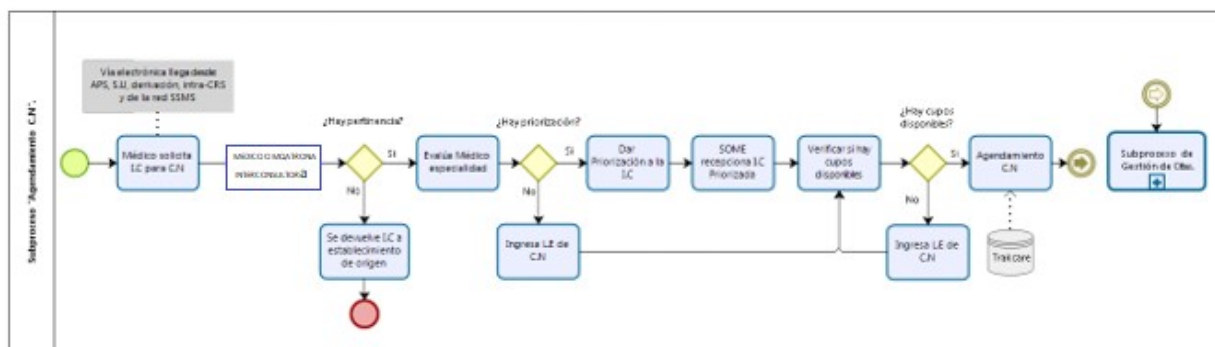 Subproceso "Agendamiento C.N".
Vía electrónica llega desde
APS, S.U, derivación, intra-CRS
y de la red SSMS
Médico solicita
I.C para C.N
MEDICO O MQATRONA
INTERCONSULTORA
¿Hay pertinencia?
Si
No
Se devuelve I.C a
establecimiento
de origen
Evalúa Médico
especialidad
¿Hay priorización?
Si
No
Ingresa L.E de
C.N
Dar
Priorización a la
I.C
SOME
recepciona I.C
Priorizada
Verificar si hay
cupos
disponibles
¿Hay cupos
disponibles?
Si
No
Ingresa L.E de
C.N
Agendamiento
C.N
Trakcare
Subproceso de
Gestión de Citas.